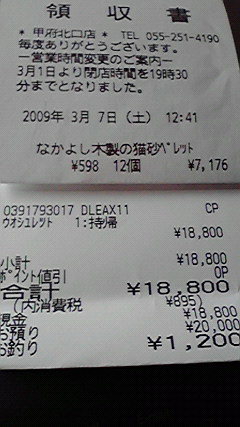 領収書
* 甲府北口店 * TEL 055-251-4190
毎度ありがとうございます。
ー営業時間変更のご案内ー
3月1日より閉店時間を19時30
分までとなりました。
2009年 3月 7日(土) 12:41
なかよし木製の猫砂ペレット
¥598 12個 ¥7,176
0391793017 DLEAX11 CP
ウオシュレット 1:持ち帰
¥18,800
小計 ¥18,800
ポイント値引 0P
合計 ¥18,800
(内消費税 ¥895)
現金 ¥18,800
お預り ¥20,000
お釣り ¥1,200